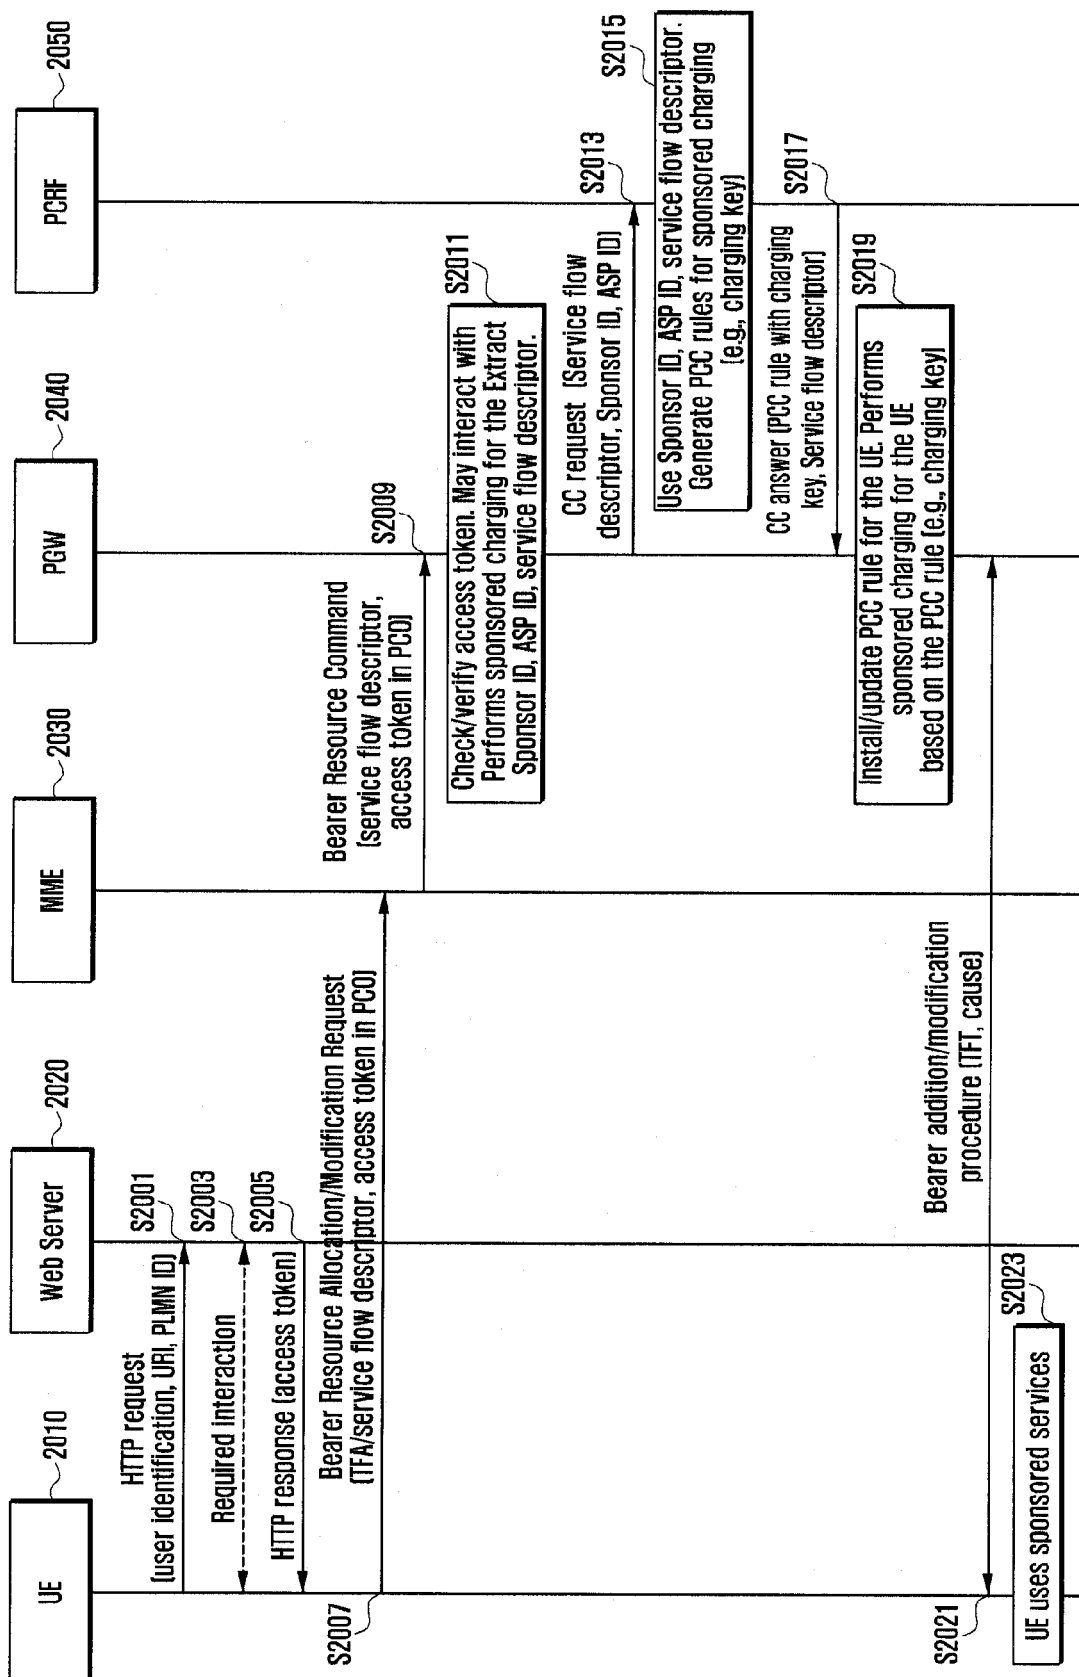 UE
2010
Web Server
2020
MME
2030
PGW
2040
PCRF
2050
HTTP request
(user identification, URI, PLMN ID)
S2001
Required interaction
S2003
HTTP response (access token)
S2005
Bearer Resource Allocation/Modification Request
(TFA/service flow descriptor, access token in PCO)
S2007
Bearer Resource Command
(service flow descriptor,
access token in PCO)
S2009
Check/verify access token. May interact with
Performs sponsored charging for the Extract
Sponsor ID, ASP ID, service flow descriptor.
S2011
CC request (Service flow
descriptor, Sponsor ID, ASP ID)
S2013
Use Sponsor ID, ASP ID, service flow descriptor.
Generate PCC rules for sponsored charging
(e.g., charging key)
S2015
CC answer (PCC rule with charging
key, Service flow descriptor)
S2017
Install/update PCC rule for the UE. Performs
sponsored charging for the UE
based on the PCC rule (e.g., charging key)
S2019
Bearer addition/modification
procedure (TFT, cause)
S2021
UE uses sponsored services
S2023